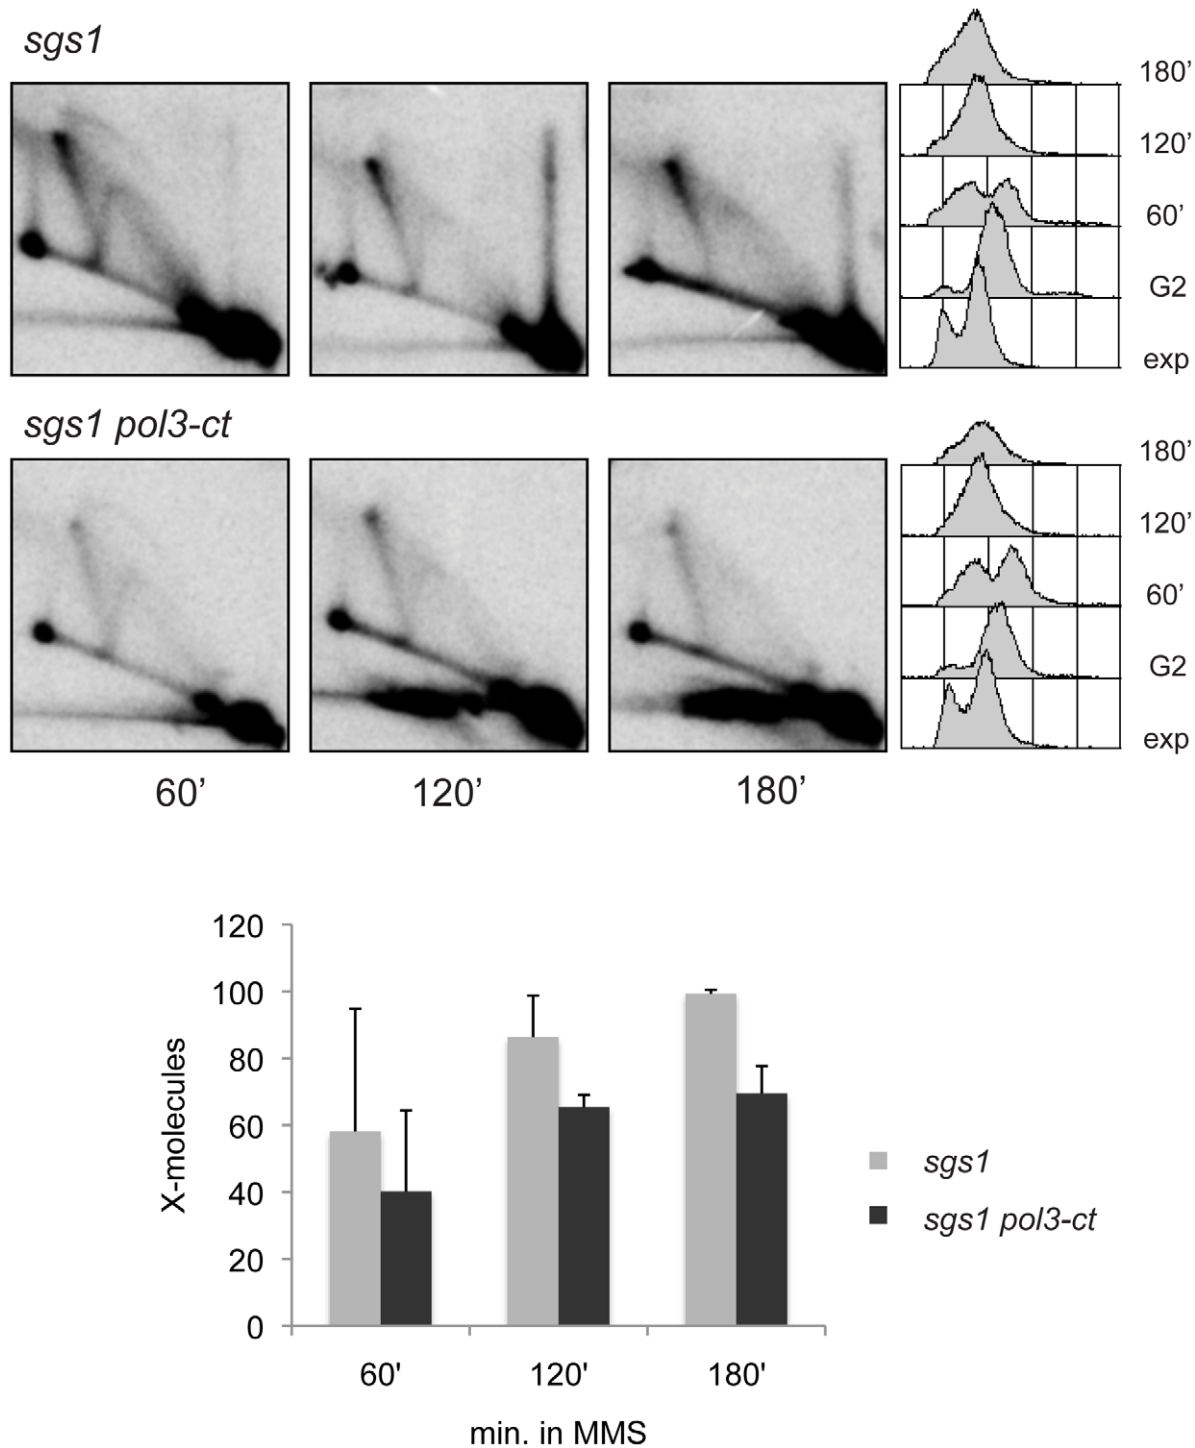 sgs1
180’
120’
60’
G2
exp
sgs1 pol3-ct
180’
120’
60’
G2
exp
60’ 120’ 180’
120
100
80
60
40
20
0
X-molecules
sgs1
sgs1 pol3-ct
60' 120' 180'
min. in MMS